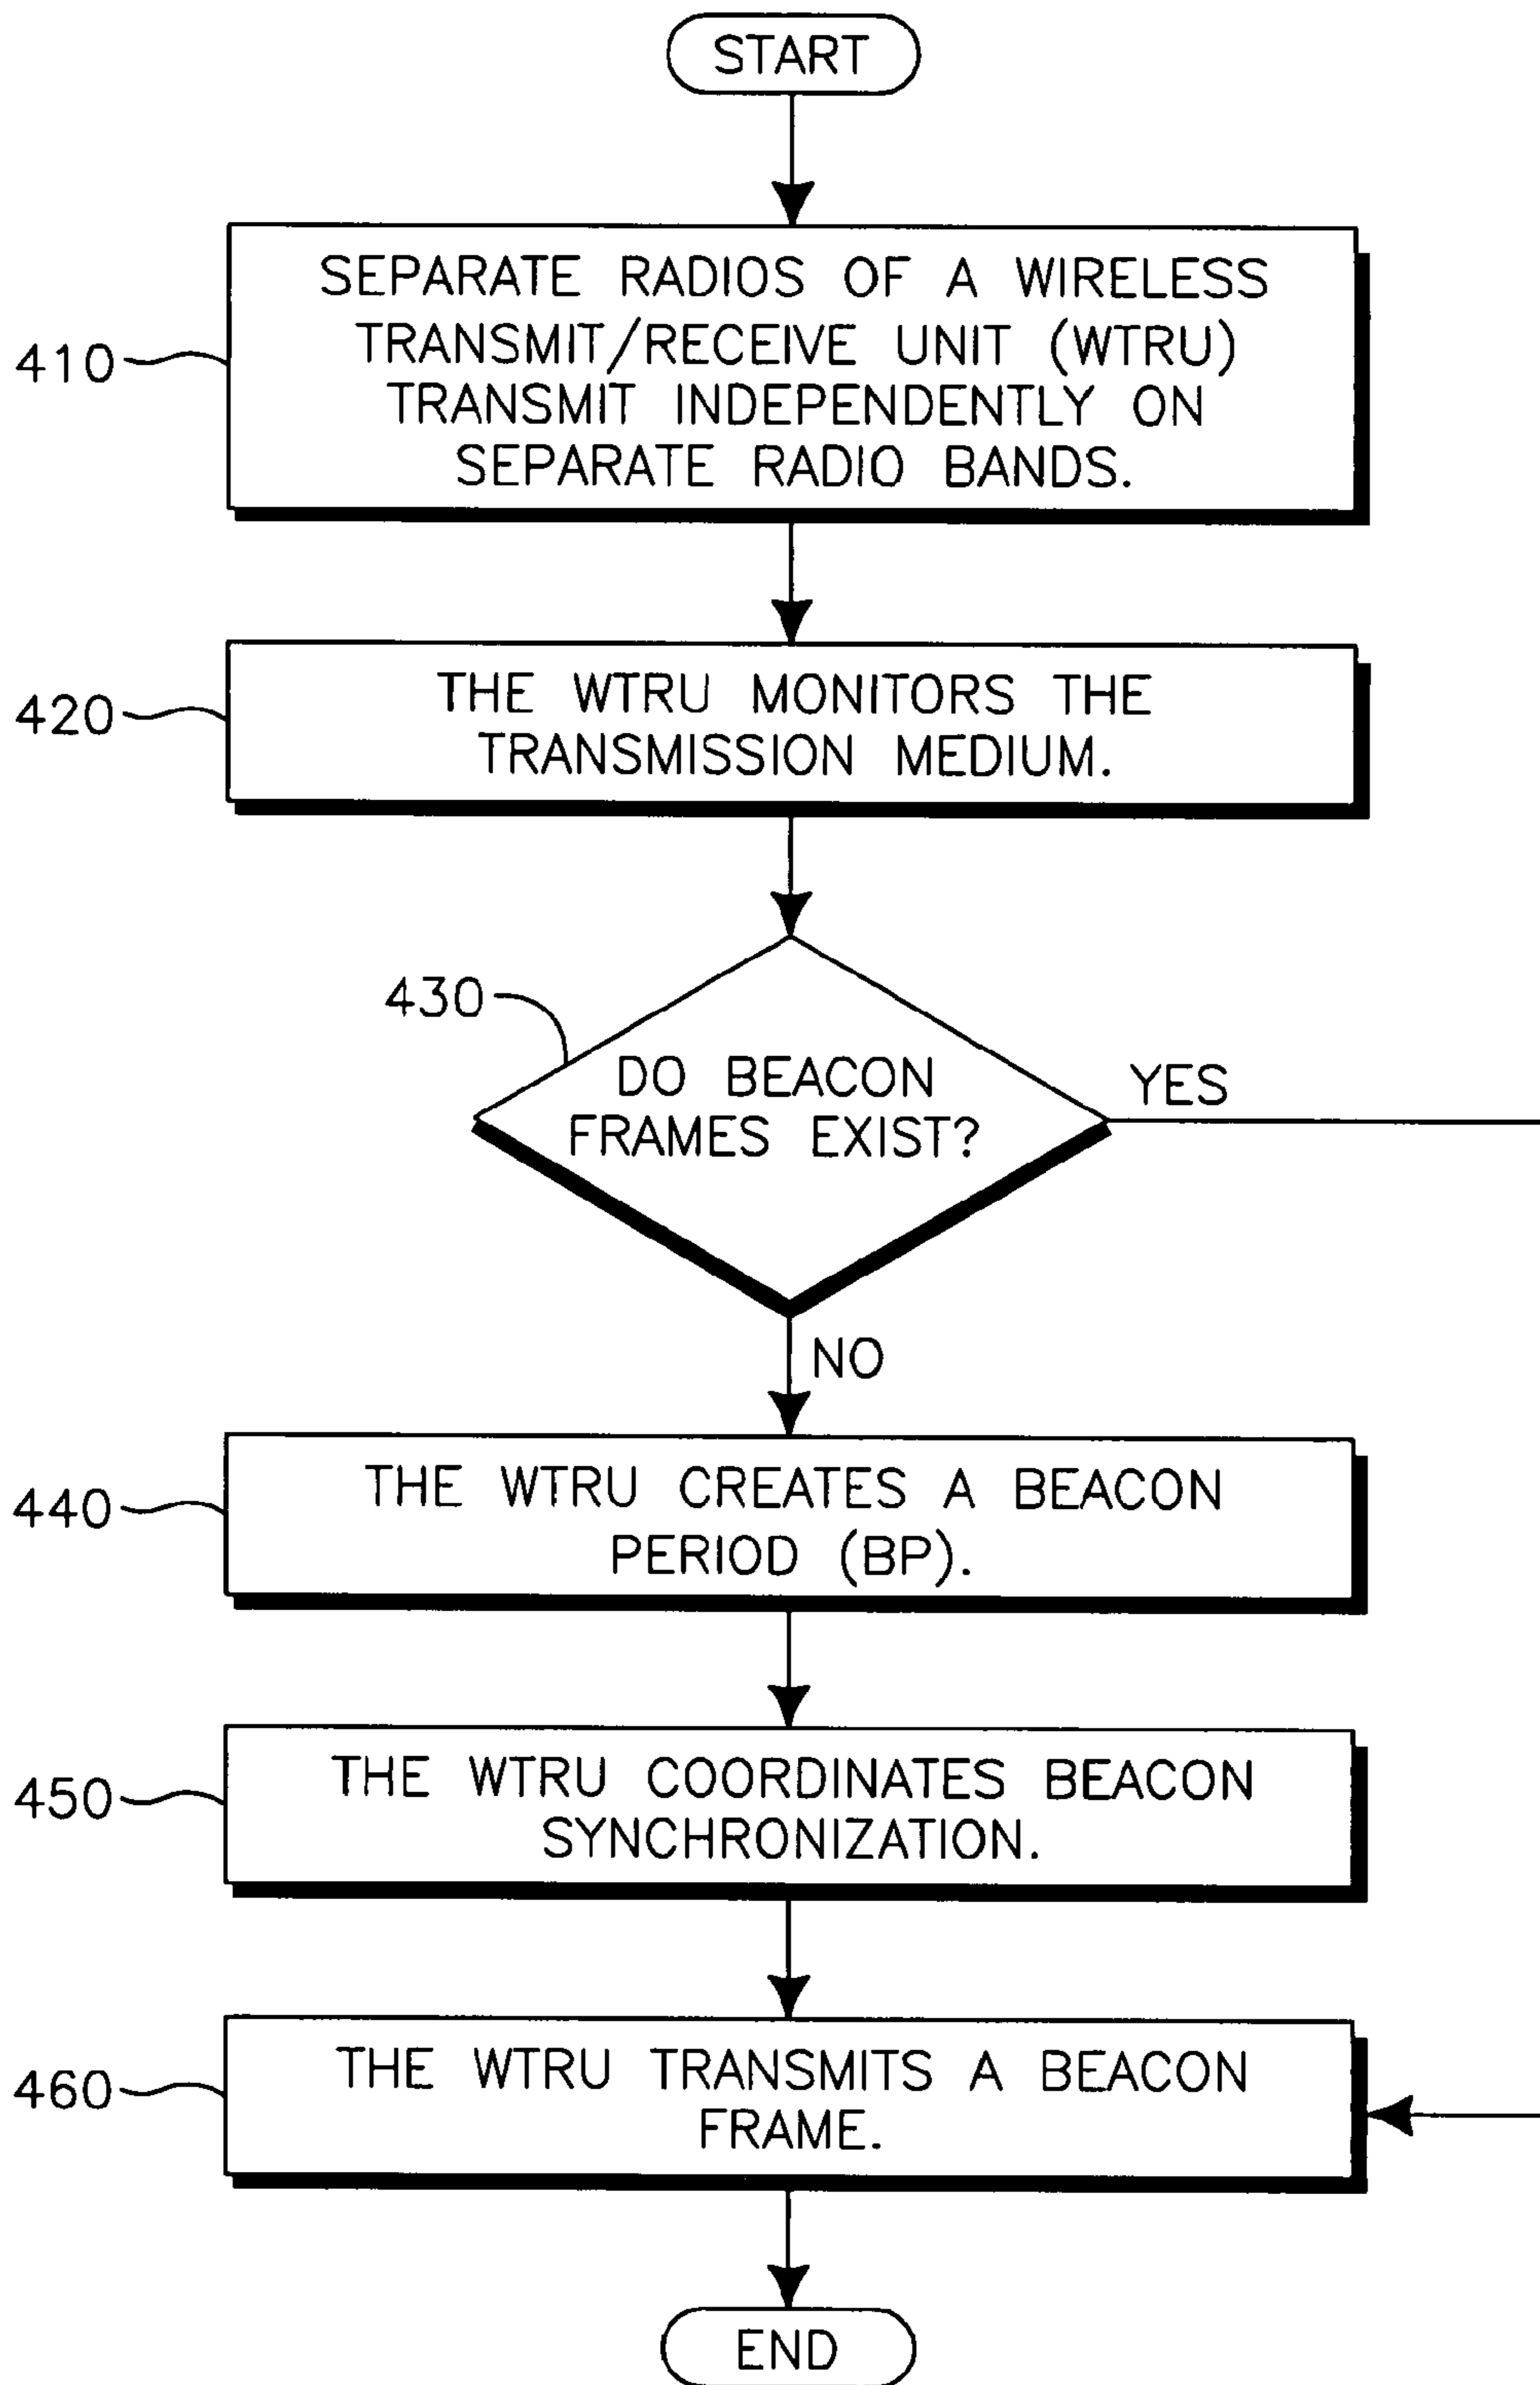 START
410
SEPARATE RADIOS OF A WIRELESS
TRANSMIT/RECEIVE UNIT (WTRU)
TRANSMIT INDEPENDENTLY ON
SEPARATE RADIO BANDS.
420
THE WTRU MONITORS THE
TRANSMISSION MEDIUM.
430
DO BEACON
FRAMES EXIST?
YES
NO
440
THE WTRU CREATES A BEACON
PERIOD (BP).
450
THE WTRU COORDINATES BEACON
SYNCHRONIZATION.
460
THE WTRU TRANSMITS A BEACON
FRAME.
END